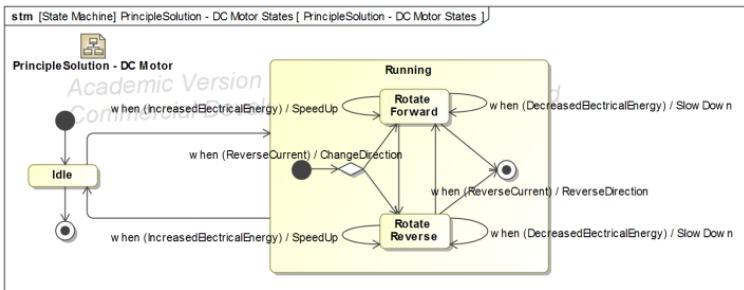 stm [State Machine] PrincipleSolution - DC Motor States [ PrincipleSolution - DC Motor States ]
PrincipleSolution - DC Motor
Running
Academic Version
Commercial Devel
when (IncreasedElectricalEnergy) / SpeedUp
Rotate
Forward
when (DecreasedElectricalEnergy) / Slow Down
when (ReverseCurrent) / ChangeDirection
Idle
when (ReverseCurrent) / ReverseDirection
when (IncreasedElectricalEnergy) / SpeedUp
Rotate
Reverse
when (DecreasedElectricalEnergy) / Slow Down